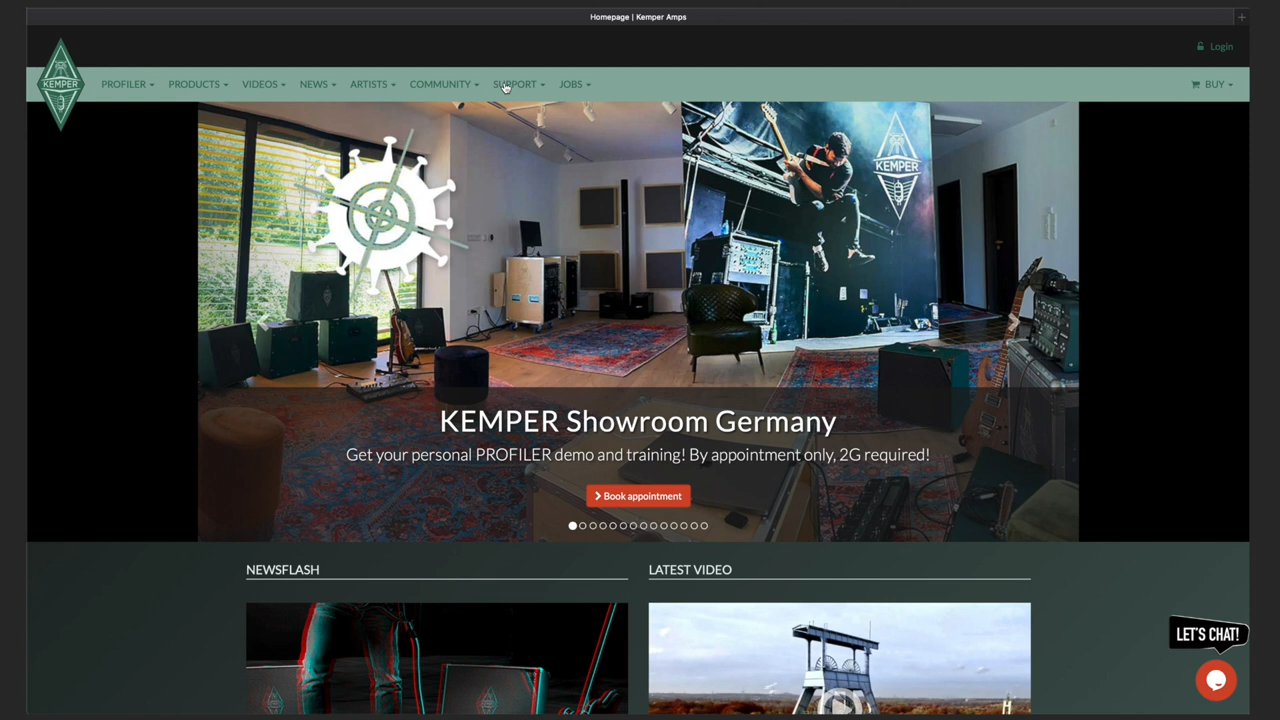 Homepage | Kemper Amps
Login
KEMPER
PROFILER PRODUCTS VIDEOS NEWS ARTISTS COMMUNITY SUPPORT JOBS BUY
KEMPER
KEMPER Showroom Germany
Get your personal PROFILER demo and training! By appointment only, 2G required!
Book appointment
NEWSFLASH
LATEST VIDEO
LET'S CHAT!